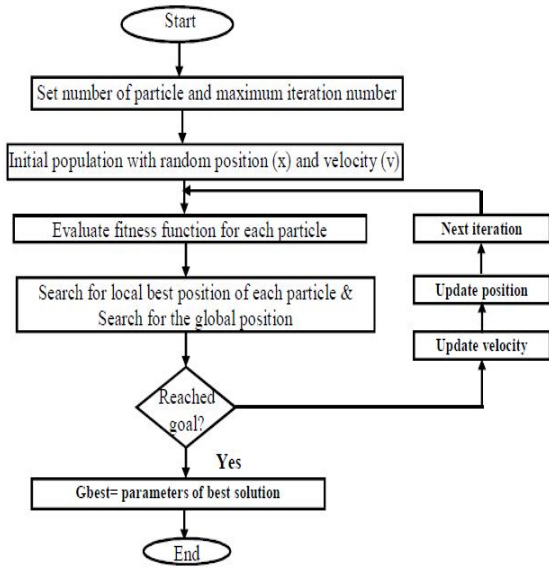 Start
Set number of particle and maximum iteration number
Initial population with random position (x) and velocity (v)
Evaluate fitness function for each particle
Search for local best position of each particle &
Search for the global position
Reached
goal?
Yes
Gbest= parameters of best solution
End
Next iteration
Update position
Update velocity